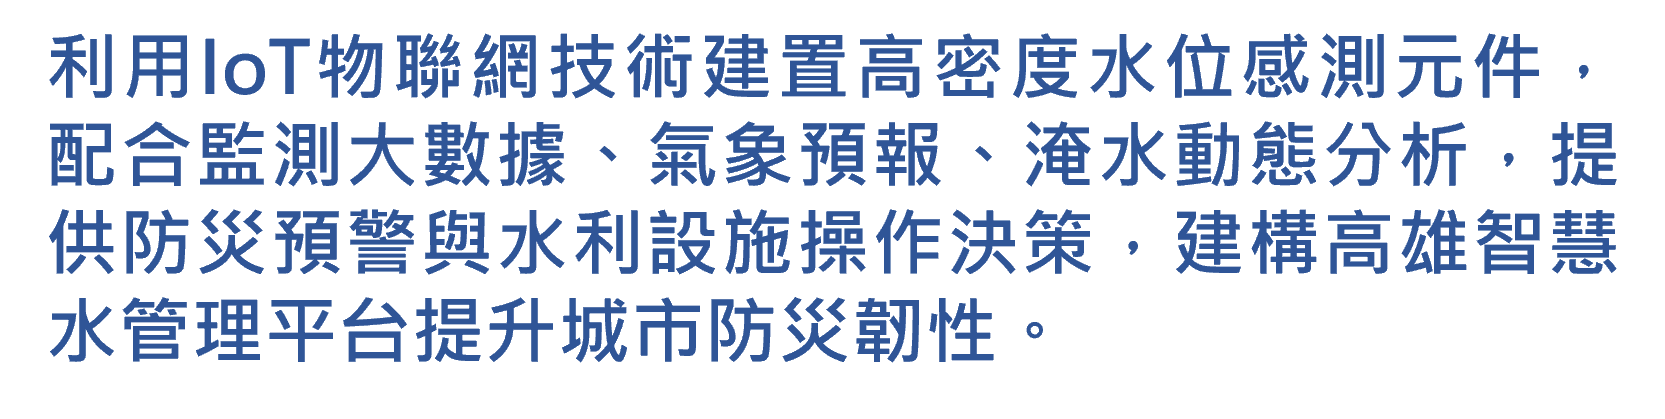 利用IoT物聯網技術建置高密度水位感測元件，
配合監測大數據、氣象預報、淹水動態分析，提
供防災預警與水利設施操作決策，建構高雄智慧
水管理平台提升城市防災韌性。